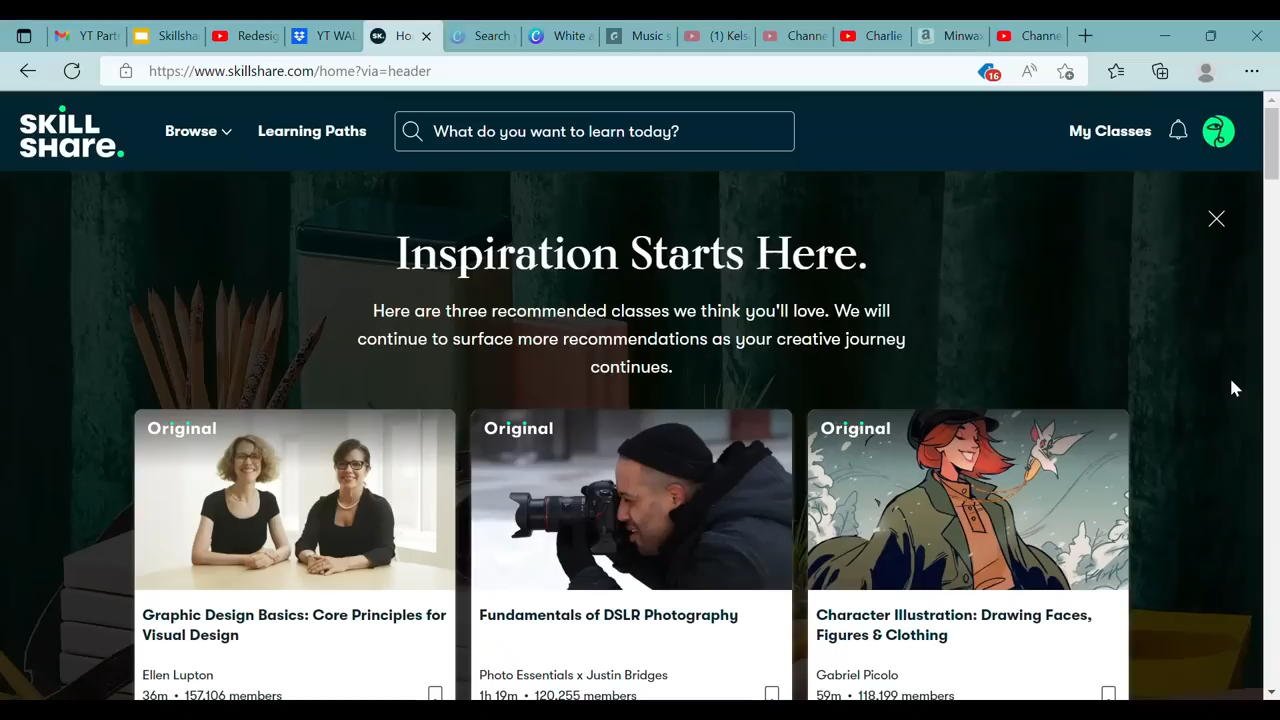 YT Part
Skillsha
Redesig
YT WAL
Ho
Search
White a
Music s
(1) Kels
Channe
Charlie
Minwax
Channe
https://www.skillshare.com/home?via=header
16
SKILL
SHare.
Browse
Learning Paths
What do you want to learn today?
My Classes
Inspiration Starts Here.
Here are three recommended classes we think you'll love. We will
continue to surface more recommendations as your creative journey
continues.
Original
Original
Original
Graphic Design Basics: Core Principles for
Visual Design
Ellen Lupton
36m • 157,106 members
Fundamentals of DSLR Photography
Photo Essentials x Justin Bridges
1h 19m • 120,255 members
Character Illustration: Drawing Faces,
Figures & Clothing
Gabriel Picolo
59m • 118,199 members